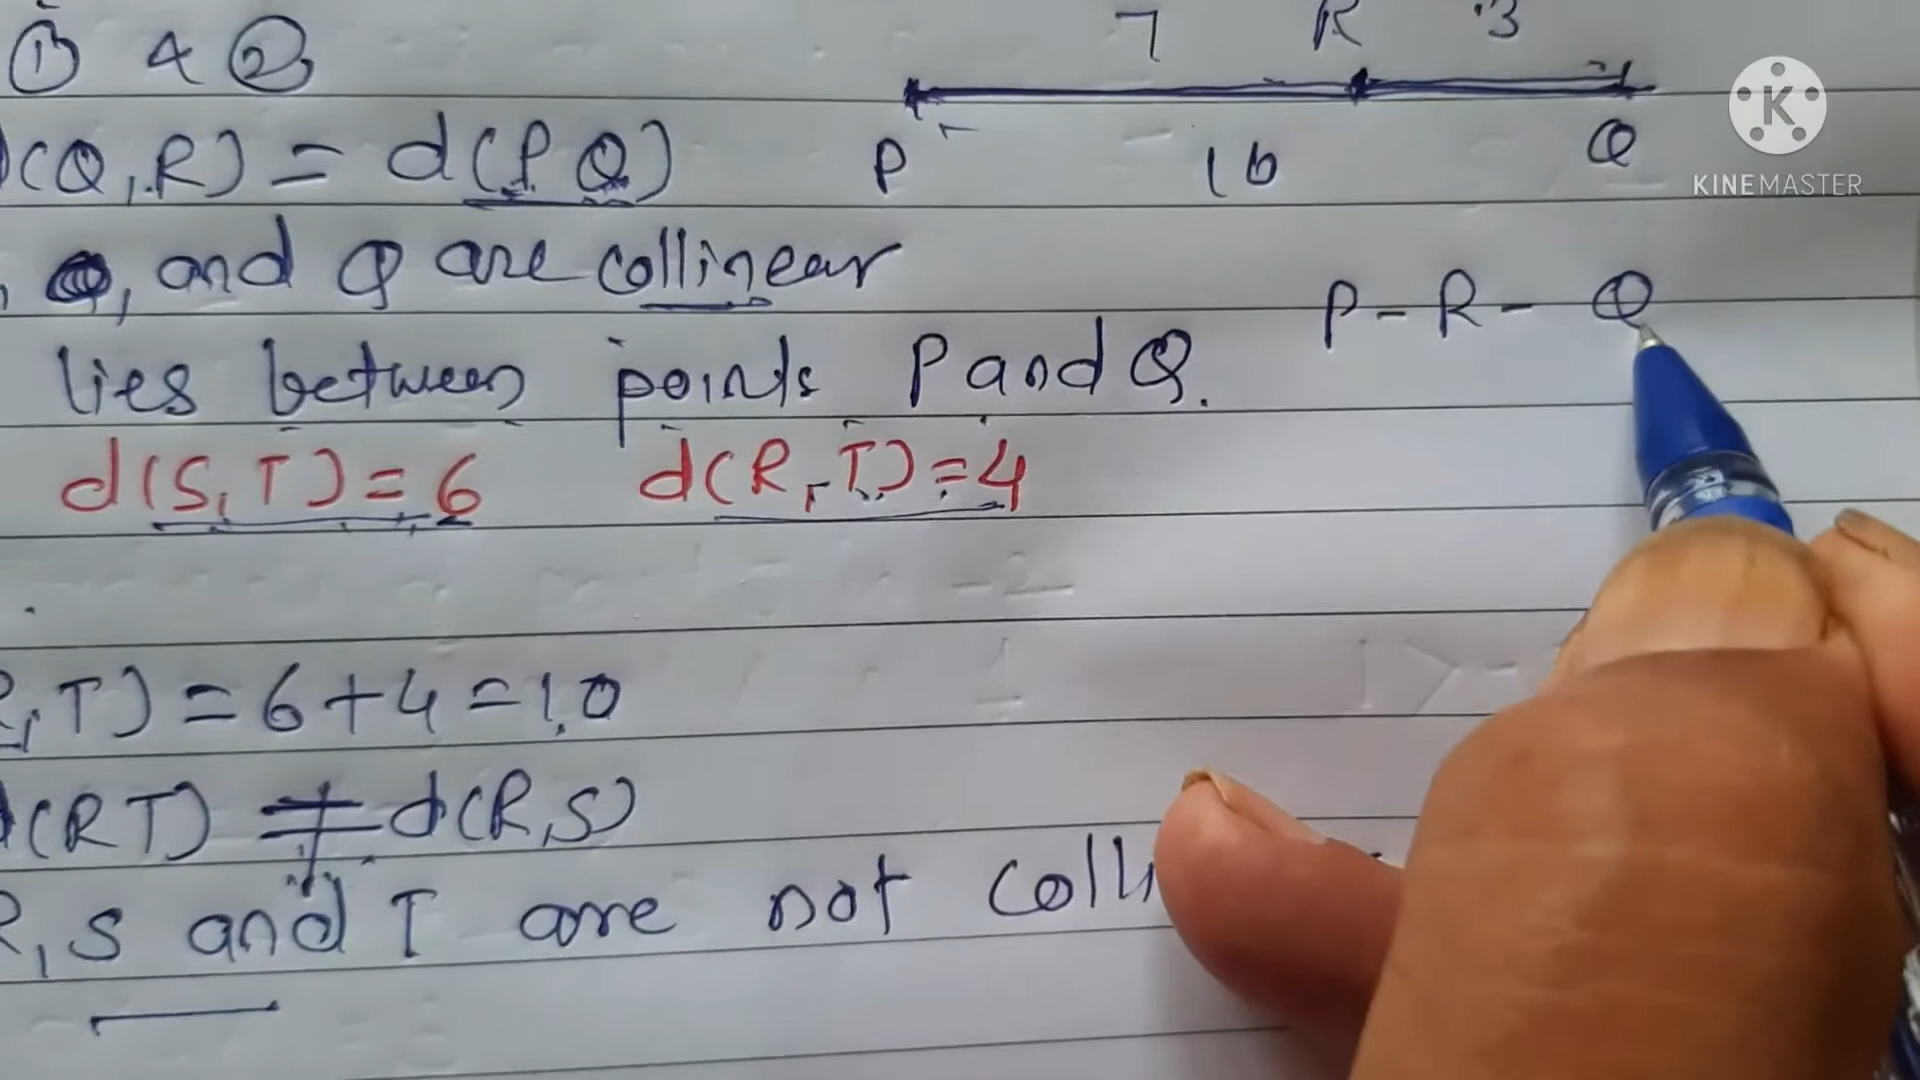 ① & ②
7 R 3
(Q, R) = d(P Q)
P 10 Q
KINEMASTER
, and Q are collinear
P - R - Q
lies between points P and Q.
d(S, T) = 6 d(R, T) = 4
, T) = 6 + 4 = 10
(RT) ≠ d(R, S)
R, S and T are not coll